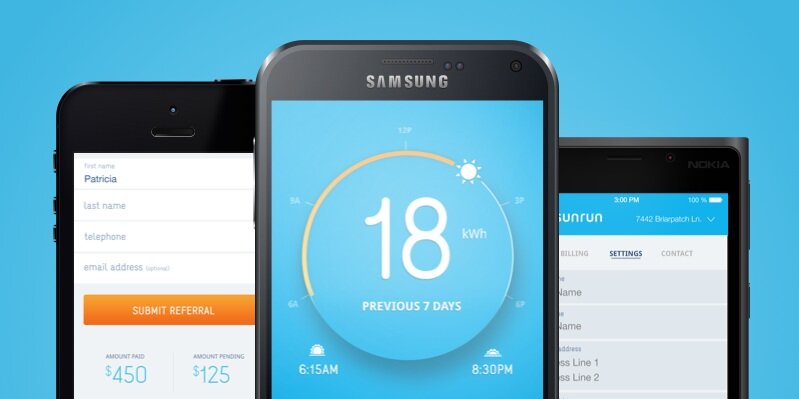 first name
Patricia
last name
telephone
email address (optional)
SUBMIT REFERRAL
AMOUNT PAID
$450
AMOUNT PENDING
$125
SAMSUNG
12P
9A
3P
6A
6P
18 kWh
PREVIOUS 7 DAYS
6:15AM
8:30PM
NOKIA
3:00 PM
100 %
sunrun
7442 Briarpatch Ln.
BILLING
SETTINGS
CONTACT
Name
Name
address
Line 1
Line 2